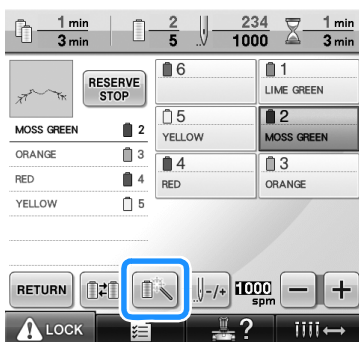 1 min
3 min
2
5
234
1000
1 min
3 min
RESERVE
STOP
MOSS GREEN 2
ORANGE 3
RED 4
YELLOW 5
6
1
LIME GREEN
5
YELLOW
2
MOSS GREEN
4
RED
3
ORANGE
RETURN
-/+
1000
spm
−
+
LOCK
?